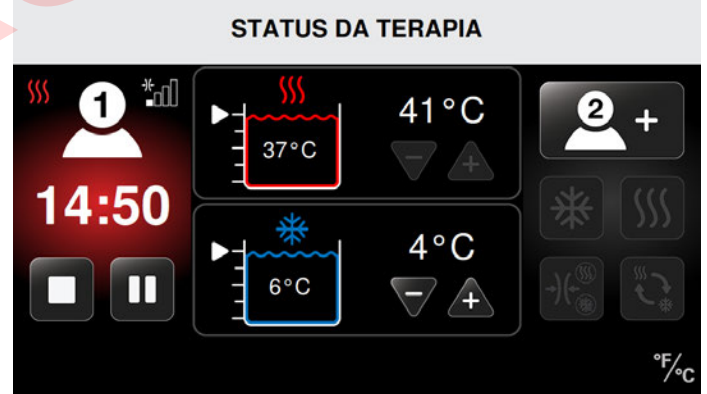 STATUS DA TERAPIA
1
14:50
37°C
41°C
6°C
4°C
2 +
°F/°C